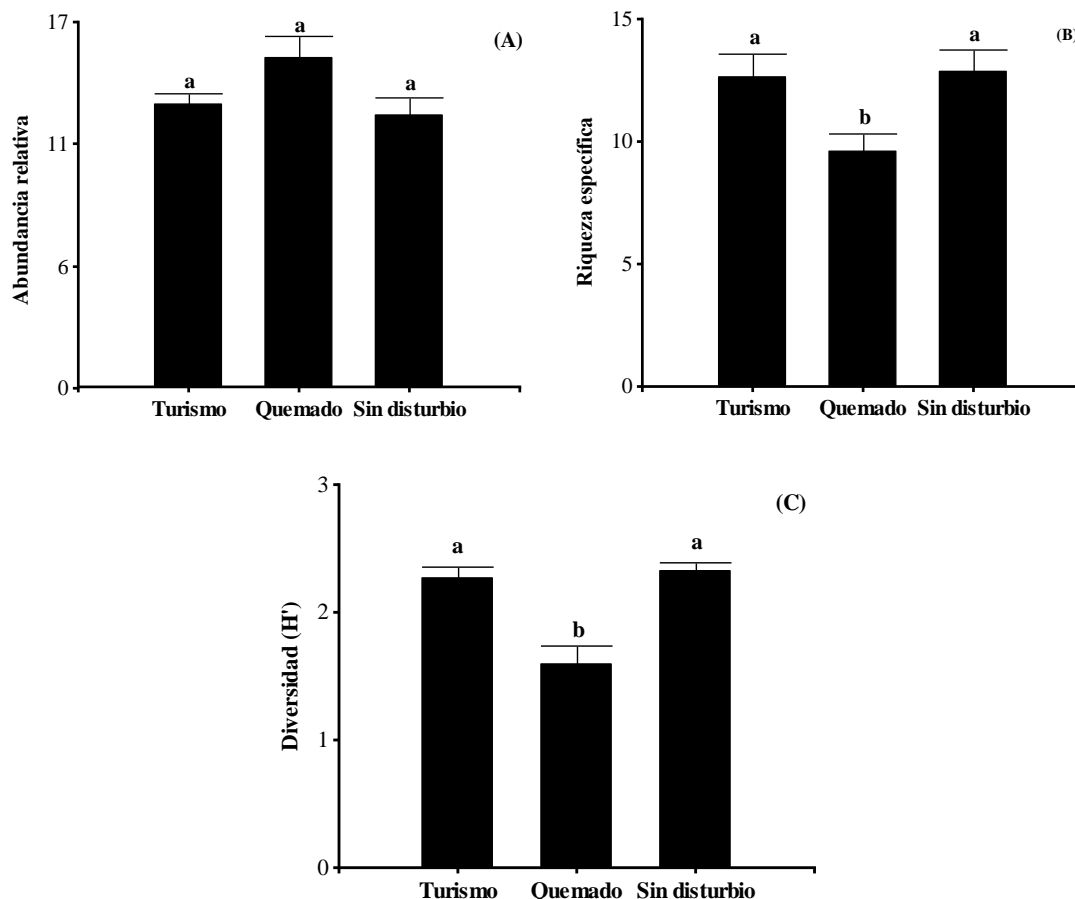 17
11
6
0
Abundancia relativa
(A)
a
a
a
Turismo
Quemado
Sin disturbio
15
10
5
0
Riqueza específica
(B)
a
b
a
Turismo
Quemado
Sin disturbio
3
2
1
0
Diversidad (H')
(C)
a
b
a
Turismo
Quemado
Sin disturbio